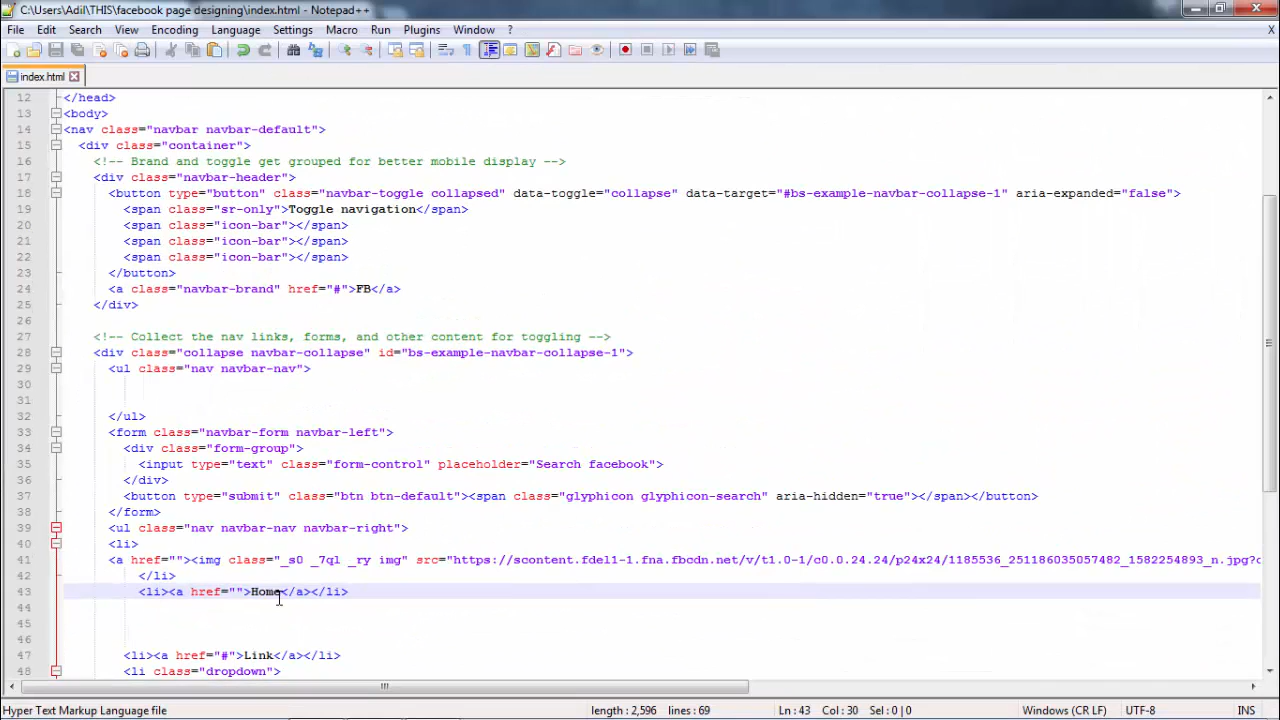 C:\Users\Adil\THIS\facebook page designing\index.html - Notepad++
File Edit Search View Encoding Language Settings Macro Run Plugins Window ? X
index.html
12 </head>
13 <body>
14 <nav class="navbar navbar-default">
15 <div class="container">
16 <!-- Brand and toggle get grouped for better mobile display -->
17 <div class="navbar-header">
18 <button type="button" class="navbar-toggle collapsed" data-toggle="collapse" data-target="#bs-example-navbar-collapse-1" aria-expanded="false">
19 <span class="sr-only">Toggle navigation</span>
20 <span class="icon-bar"></span>
21 <span class="icon-bar"></span>
22 <span class="icon-bar"></span>
23 </button>
24 <a class="navbar-brand" href="#">FB</a>
25 </div>
26
27 <!-- Collect the nav links, forms, and other content for toggling -->
28 <div class="collapse navbar-collapse" id="bs-example-navbar-collapse-1">
29 <ul class="nav navbar-nav">
30
31
32 </ul>
33 <form class="navbar-form navbar-left">
34 <div class="form-group">
35 <input type="text" class="form-control" placeholder="Search facebook">
36 </div>
37 <button type="submit" class="btn btn-default"><span class="glyphicon glyphicon-search" aria-hidden="true"></span></button>
38 </form>
39 <ul class="nav navbar-nav navbar-right">
40 <li>
41 <a href=""><img class="_s0 _7ql _ry img" src="https://scontent.fdel1-1.fna.fbcdn.net/v/t1.0-1/c0.0.24.24/p24x24/1185536_251186035057482_1582254893_n.jpg?c
42 </li>
43 <li><a href="">Home</a></li>
44
45
46
47 <li><a href="#">Link</a></li>
48 <li class="dropdown">
Hyper Text Markup Language file length : 2,596 lines : 69 Ln : 43 Col : 30 Sel : 0 | 0 Windows (CR LF) UTF-8 INS